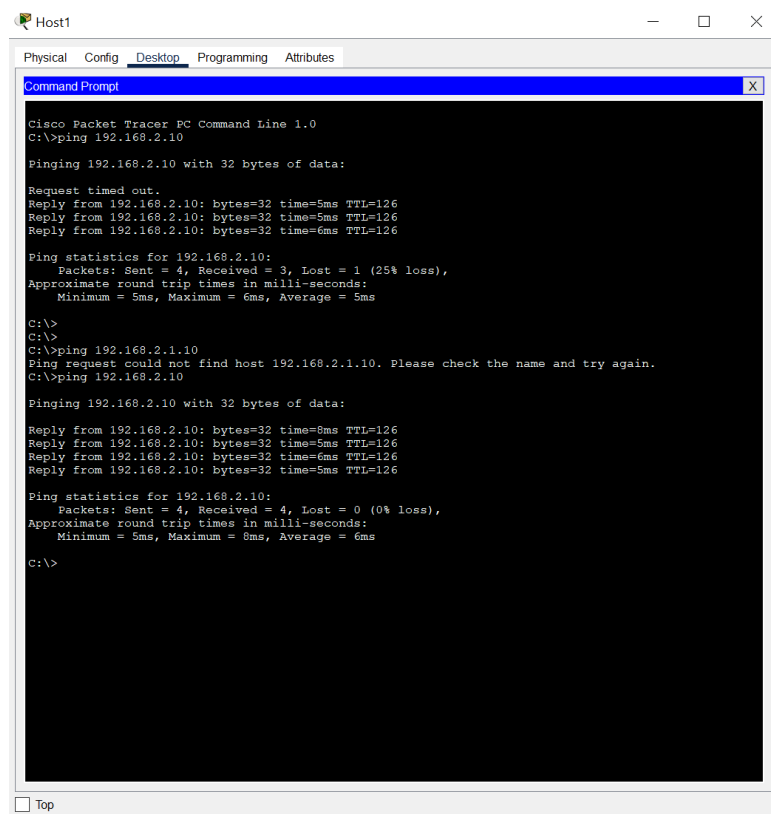 Host1
Physical Config Desktop Programming Attributes
Command Prompt X
Cisco Packet Tracer PC Command Line 1.0
C:\>ping 192.168.2.10
Pinging 192.168.2.10 with 32 bytes of data:
Request timed out.
Reply from 192.168.2.10: bytes=32 time=5ms TTL=126
Reply from 192.168.2.10: bytes=32 time=5ms TTL=126
Reply from 192.168.2.10: bytes=32 time=6ms TTL=126
Ping statistics for 192.168.2.10:
Packets: Sent = 4, Received = 3, Lost = 1 (25% loss),
Approximate round trip times in milli-seconds:
Minimum = 5ms, Maximum = 6ms, Average = 5ms
C:\>
C:\>
C:\>ping 192.168.2.1.10
Ping request could not find host 192.168.2.1.10. Please check the name and try again.
C:\>ping 192.168.2.10
Pinging 192.168.2.10 with 32 bytes of data:
Reply from 192.168.2.10: bytes=32 time=8ms TTL=126
Reply from 192.168.2.10: bytes=32 time=5ms TTL=126
Reply from 192.168.2.10: bytes=32 time=6ms TTL=126
Reply from 192.168.2.10: bytes=32 time=5ms TTL=126
Ping statistics for 192.168.2.10:
Packets: Sent = 4, Received = 4, Lost = 0 (0% loss),
Approximate round trip times in milli-seconds:
Minimum = 5ms, Maximum = 8ms, Average = 6ms
C:\>
Top